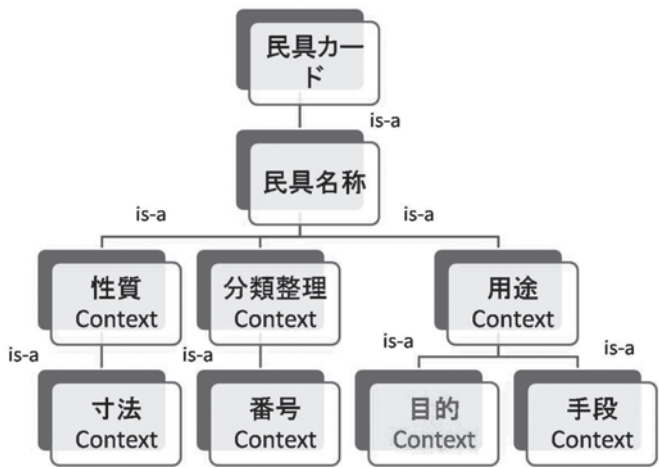 民具カー
ド
is-a
民具名称
is-a
is-a
性質
Context
分類整理
Context
用途
Context
is-a
is-a
is-a
is-a
寸法
Context
番号
Context
目的
Context
手段
Context